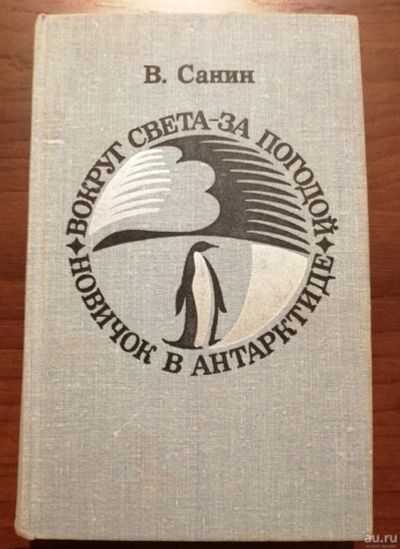 В. Санин
ВОКРУГ СВЕТА-ЗА ПОГОДОЙ
НОВИЧОК В АНТАРКТИДЕ
au.ru